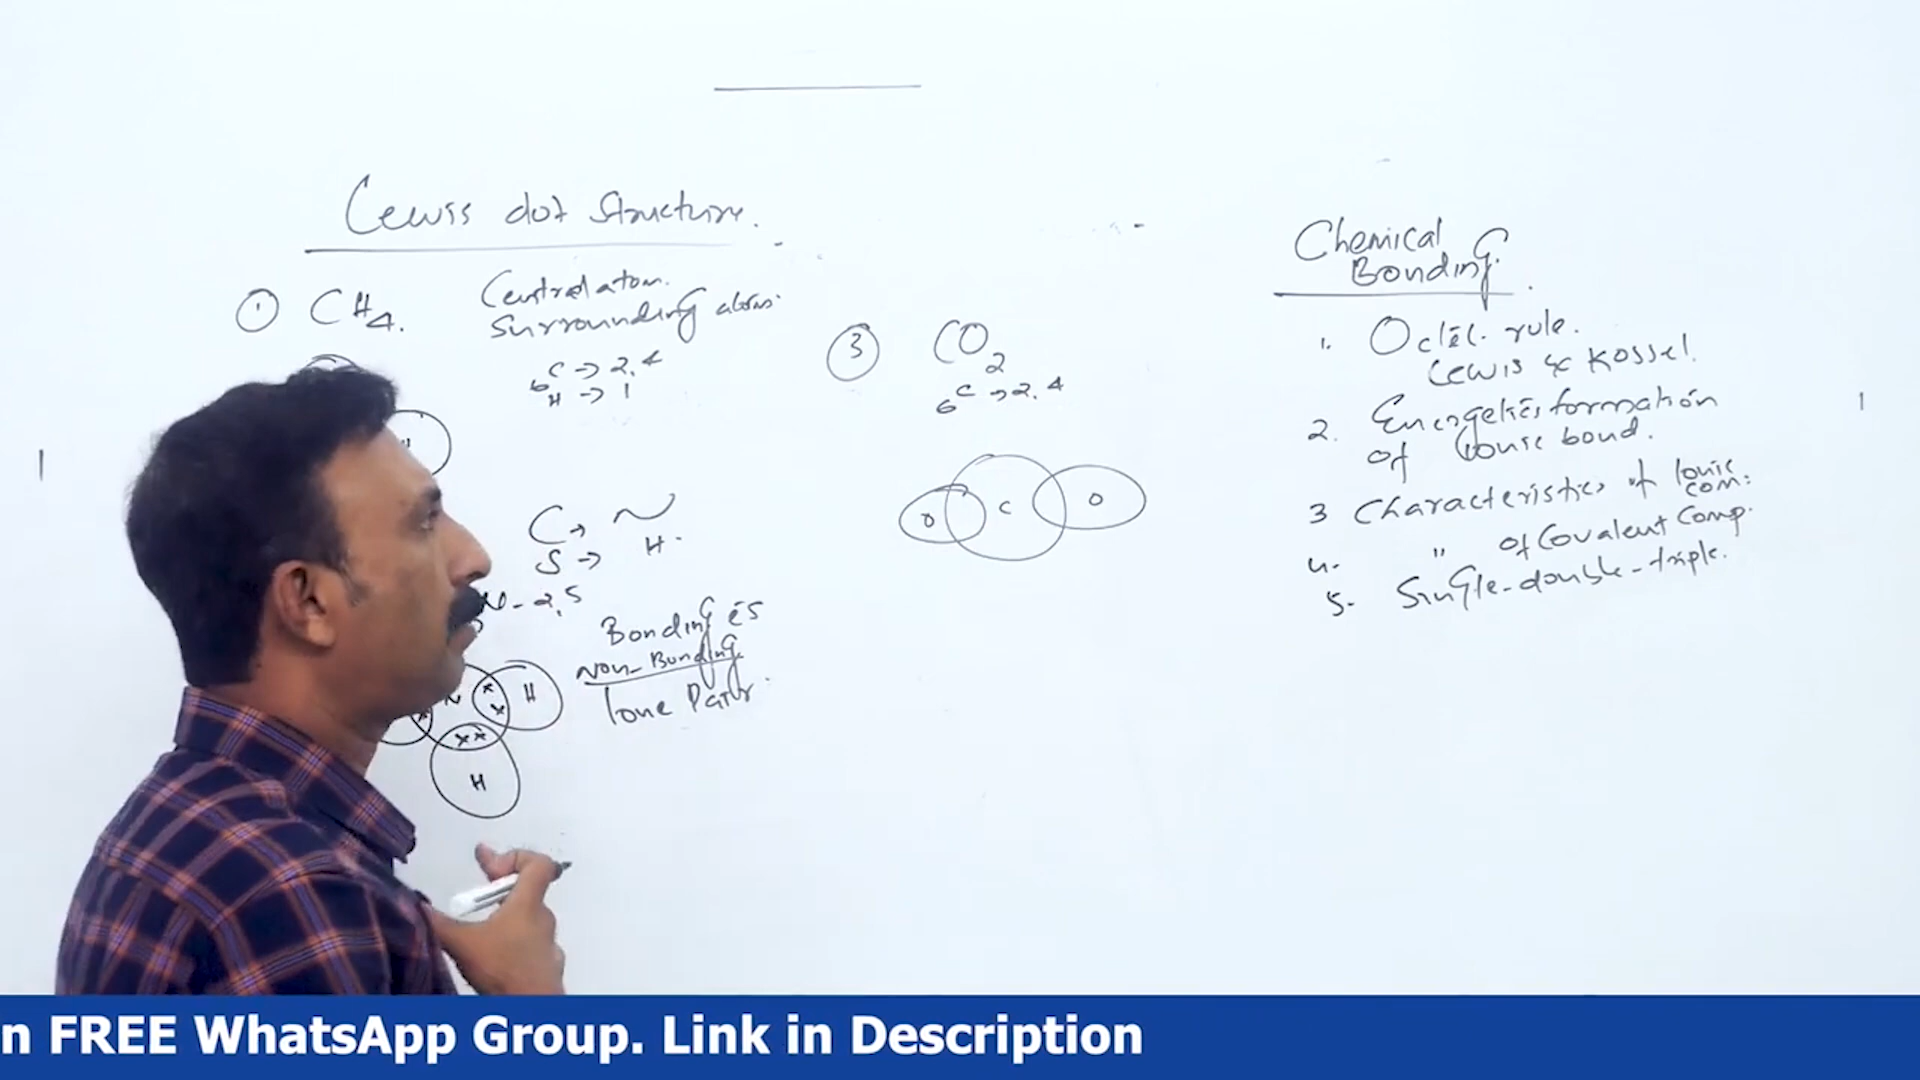 Lewis dot structure.
① CH4.
Central atom.
Surrounding atoms.
6C → 2,4
H → 1
C →
S → H.
- 2,5
Bonding és
Non-Bonding
lone Pair.
N H
H
③ CO2
6C → 2,4
O C O
Chemical
Bonding.
1. Octet rule.
Lewis & Kossel.
2. Energetics formation
of Ionic bond.
3 Characteristics of Ionic
com:
4. " of Covalent Comp.
5. Single-double-triple.
n FREE WhatsApp Group. Link in Description